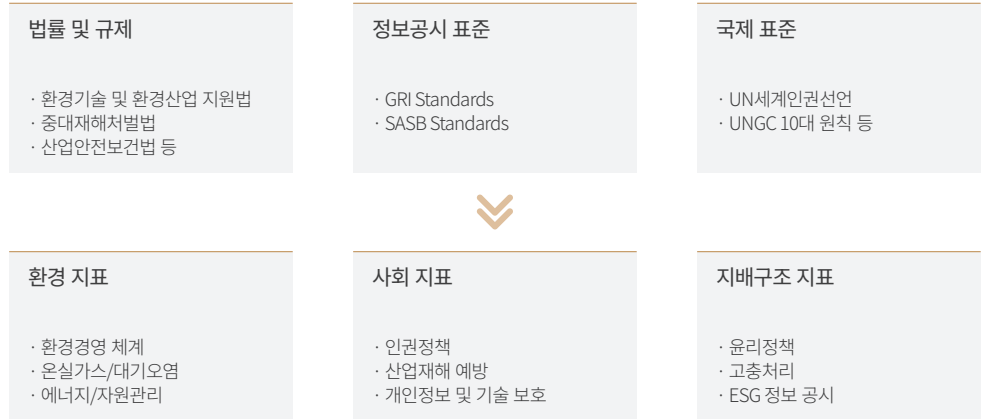 법률 및 규제
· 환경기술 및 환경산업 지원법
· 중대재해처벌법
· 산업안전보건법 등
정보공시 표준
· GRI Standards
· SASB Standards
국제 표준
· UN세계인권선언
· UNGC 10대 원칙 등
환경 지표
· 환경경영 체계
· 온실가스/대기오염
· 에너지/자원관리
사회 지표
· 인권정책
· 산업재해 예방
· 개인정보 및 기술 보호
지배구조 지표
· 윤리정책
· 고충처리
· ESG 정보 공시